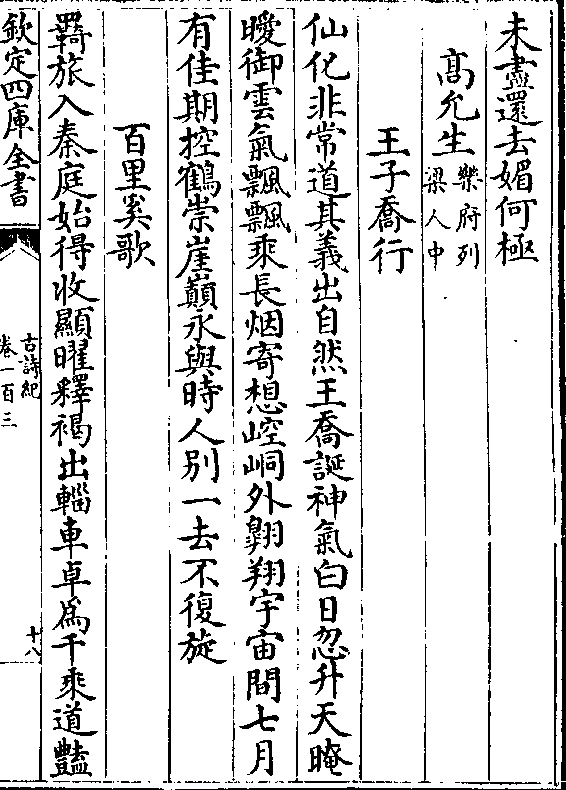 未盡還去媚何極
高允生樂府列梁人中
王子喬行
仙化非常道其義出自然王喬誕神氣白日忽升天晻
曖御雲氣飄飄乘長烟寄想崆峒外翺翔宇宙間七月
有佳期控鶴崇崖巔永與時人别一去不復旋
百里奚歌
羇旅入秦庭始得收顯曜釋褐出輜車卓為千乘道豔
欽定四庫全書
古詩紀
卷一百三
十八